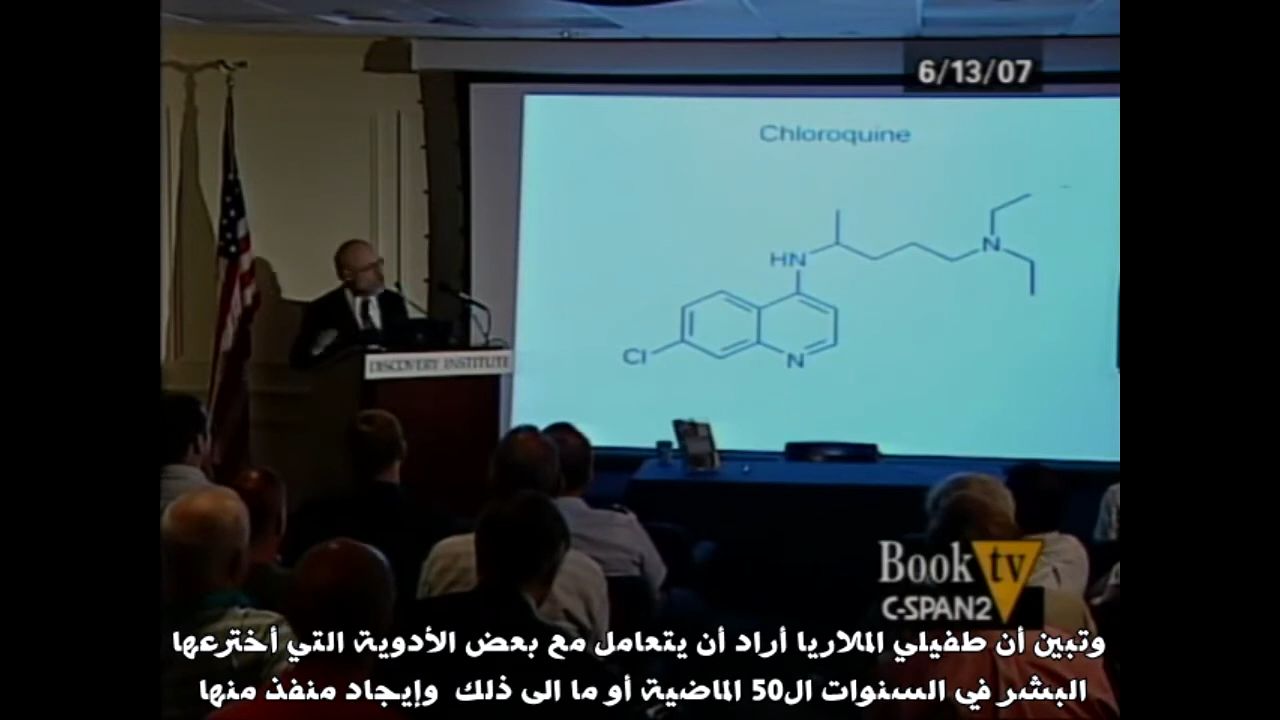 6/13/07
Chloroquine
HN
N
Cl
N
DISCOVERY INSTITUTE
Book tv
C-SPAN2
وتبين أن طفيلي الملاريا أراد أن يتعامل مع بعض الأدوية التي أخترعها
البشر في السنوات ال50 الماضية أو ما الى ذلك وإيجاد منفذ منها